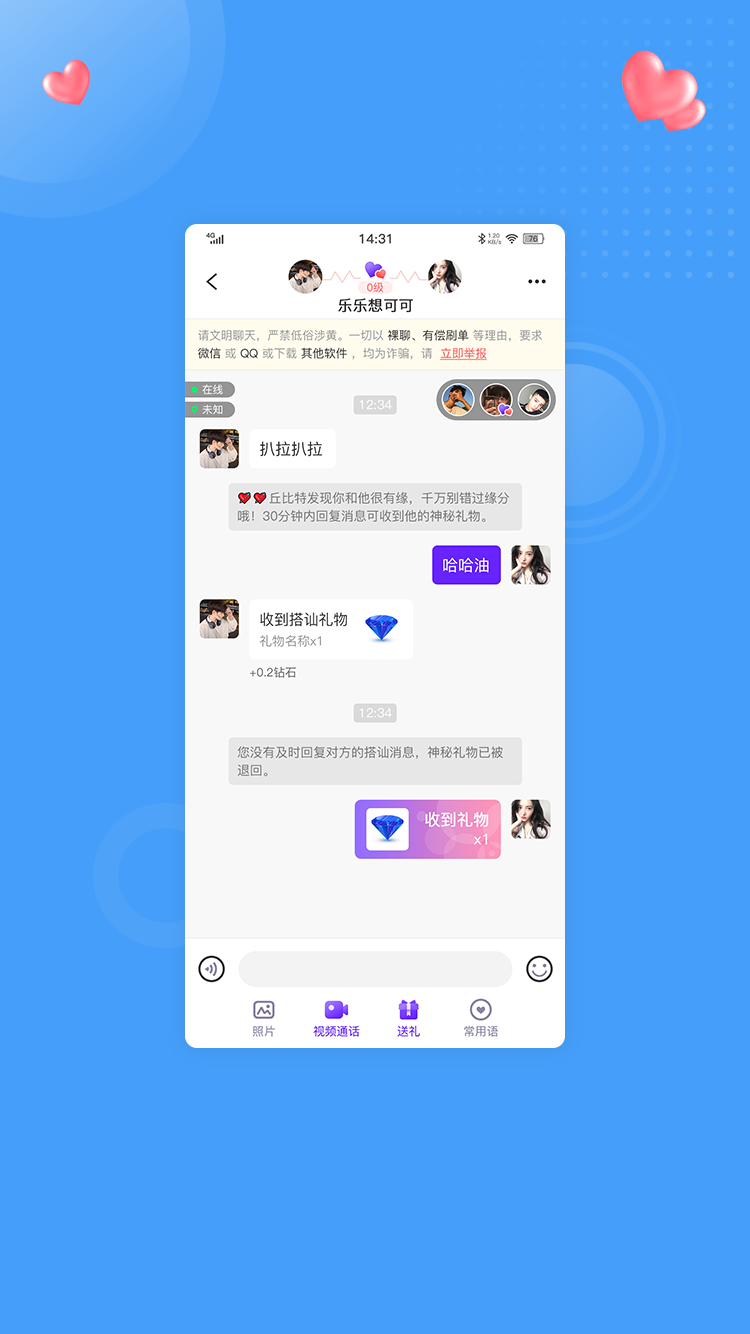 4G
14:31
1.20
KB/s
76
0级
乐乐想可可
请文明聊天，严禁低俗涉黄。一切以 裸聊、有偿刷单 等理由，要求
微信 或 QQ 或下载 其他软件 ，均为诈骗，请 立即举报
在线
未知
12:34
扒拉扒拉
丘比特发现你和他很有缘，千万别错过缘分
哦！30分钟内回复消息可收到他的神秘礼物。
哈哈油
收到搭讪礼物
礼物名称x1
+0.2钻石
12:34
您没有及时回复对方的搭讪消息，神秘礼物已被
退回。
收到礼物
x1
照片
视频通话
送礼
常用语